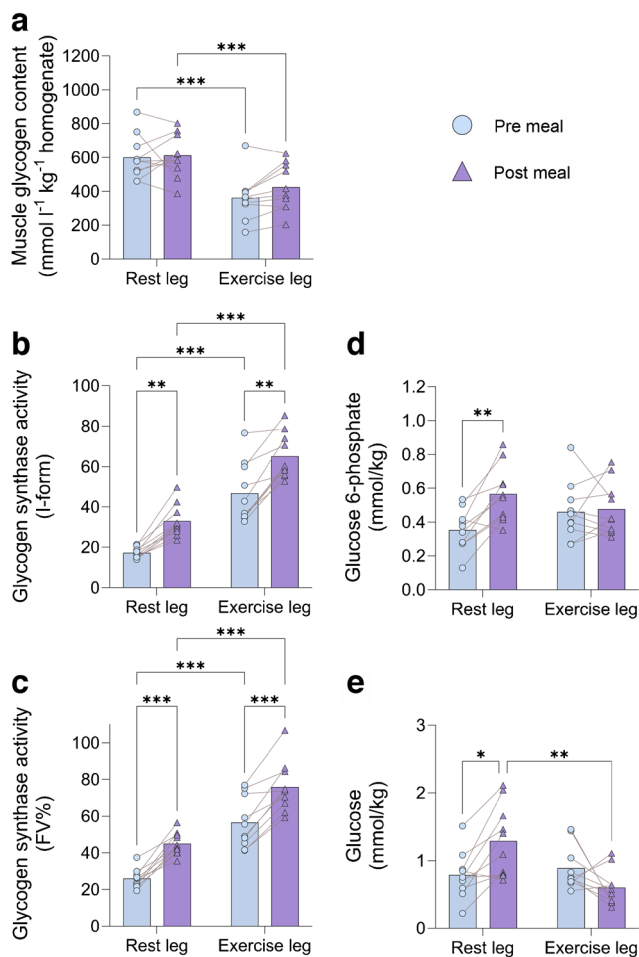 a
Muscle glycogen content
(mmol l⁻¹ kg⁻¹ homogenate)
1200
1000
800
600
400
200
0
***
***
Rest leg
Exercise leg
Pre meal
Post meal
b
Glycogen synthase activity
(I-form)
100
80
60
40
20
0
***
***
**
**
Rest leg
Exercise leg
d
Glucose 6-phosphate
(mmol/kg)
1.2
1.0
0.8
0.6
0.4
0.2
0.0
**
Rest leg
Exercise leg
c
Glycogen synthase activity
(FV%)
100
80
60
40
20
0
***
***
***
***
Rest leg
Exercise leg
e
Glucose
(mmol/kg)
3
2
1
0
*
**
Rest leg
Exercise leg